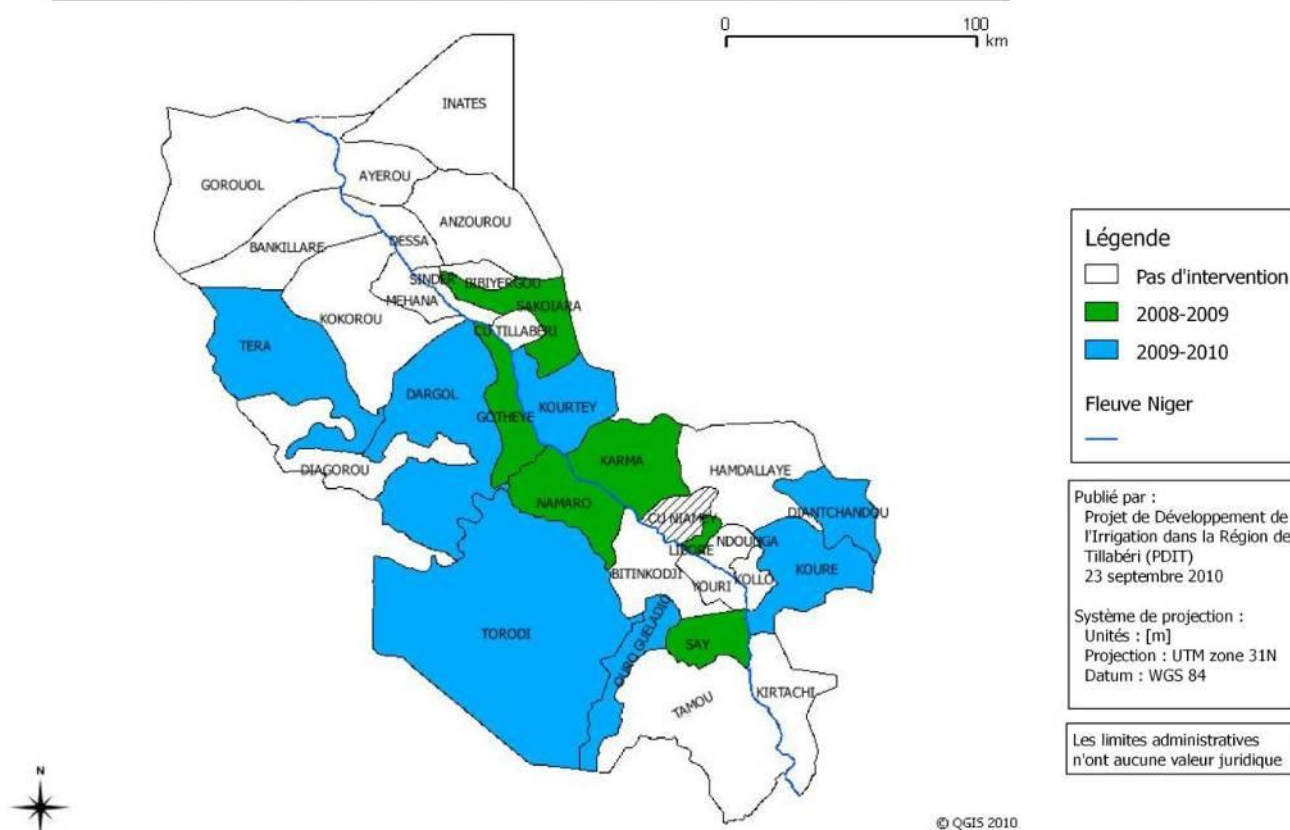 0 100
km
INATES
AYEROU
GOROUOL
ANZOUROU
DESSA
BANKILLARE
SINDER
BIBIYERGOU
MEHANA
SAKOIARA
KOKOROU
CU TILLABERI
TERA
DARGOL
GOTHEYE
KOURTEY
KARMA
DIAGOROU
HAMDALLAYE
NAMARO
CU NIAMEY
DIANTCHANDOU
NDOUNGA
LIBORE
BITINKODJI
YOURI
KOLLO
KOURE
TORODI
OURO GUELADIO
SAY
TAMOU
KIRTACHI
N
© QGIS 2010
Légende
Pas d'intervention
2008-2009
2009-2010
Fleuve Niger
Publié par :
Projet de Développement de
l'Irrigation dans la Région de
Tillabéri (PDIT)
23 septembre 2010
Système de projection :
Unités : [m]
Projection : UTM zone 31N
Datum : WGS 84
Les limites administratives
n'ont aucune valeur juridique